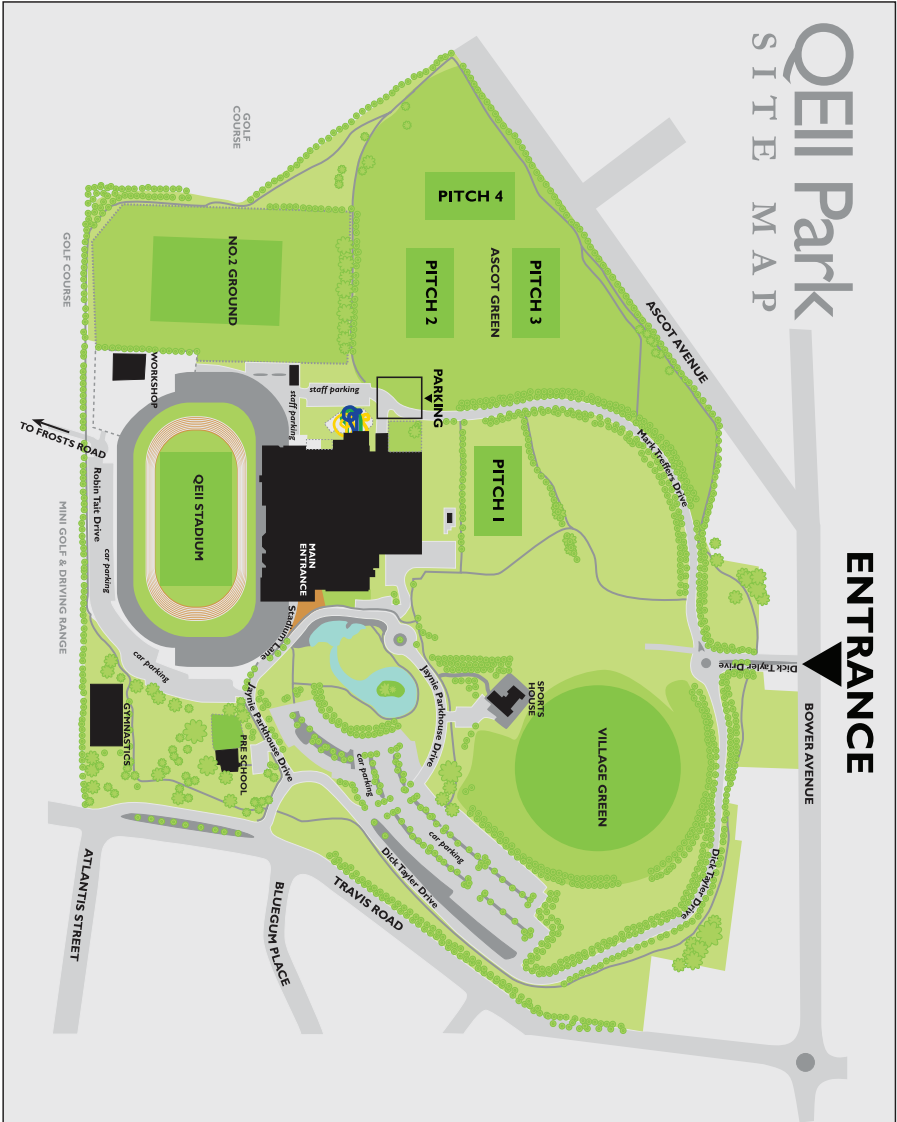 QEII Park
SITE MAP
ENTRANCE
BOWER AVENUE
ASCOT AVENUE
Dick Tayler Drive
Mark Treffers Drive
PITCH 4
PITCH 3
ASCOT GREEN
PITCH 2
PARKING
PITCH 1
GOLF
COURSE
GOLF COURSE
NO.2 GROUND
WORKSHOP
staff parking
staff parking
TO FROSTS ROAD
Robin Tait Drive
car parking
MINI GOLF & DRIVING RANGE
QEII STADIUM
MAIN
ENTRANCE
Stadium Lane
Jaynie Parkhouse Drive
SPORTS
HOUSE
VILLAGE GREEN
Dick Tayler Drive
Jaynie Parkhouse Drive
car parking
car parking
car parking
Dick Tayler Drive
GYMNASTICS
PRE SCHOOL
TRAVIS ROAD
BLUEGUM PLACE
ATLANTIS STREET